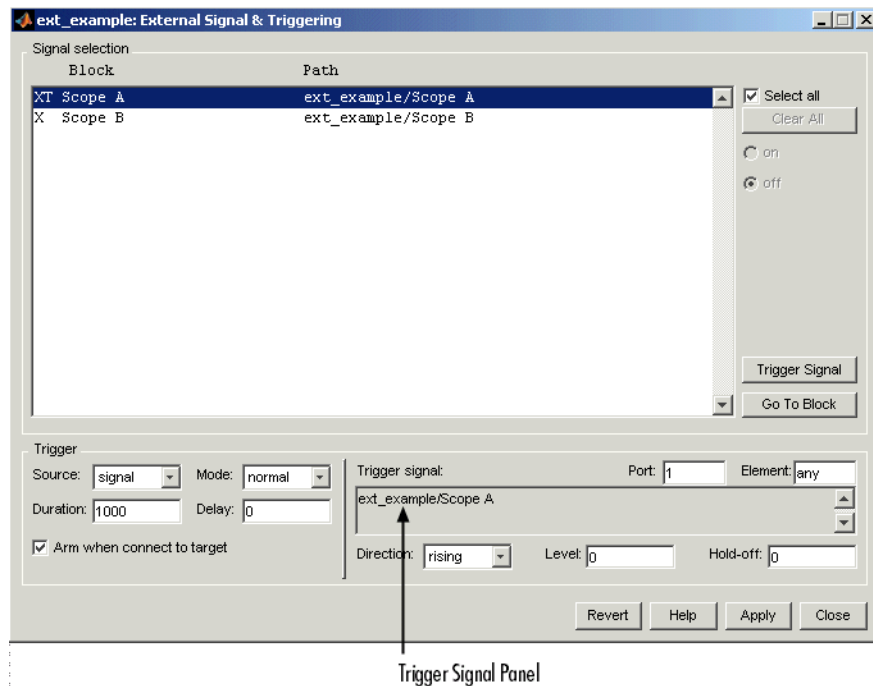 ext_example: External Signal & Triggering
Signal selection
Block Path
XT Scope A ext_example/Scope A
X Scope B ext_example/Scope B
Select all
Clear All
on
off
Trigger Signal
Go To Block
Trigger
Source: signal Mode: normal
Duration: 1000 Delay: 0
Arm when connect to target
Trigger signal: Port: 1 Element: any
ext_example/Scope A
Direction: rising Level: 0 Hold-off: 0
Revert Help Apply Close
Trigger Signal Panel